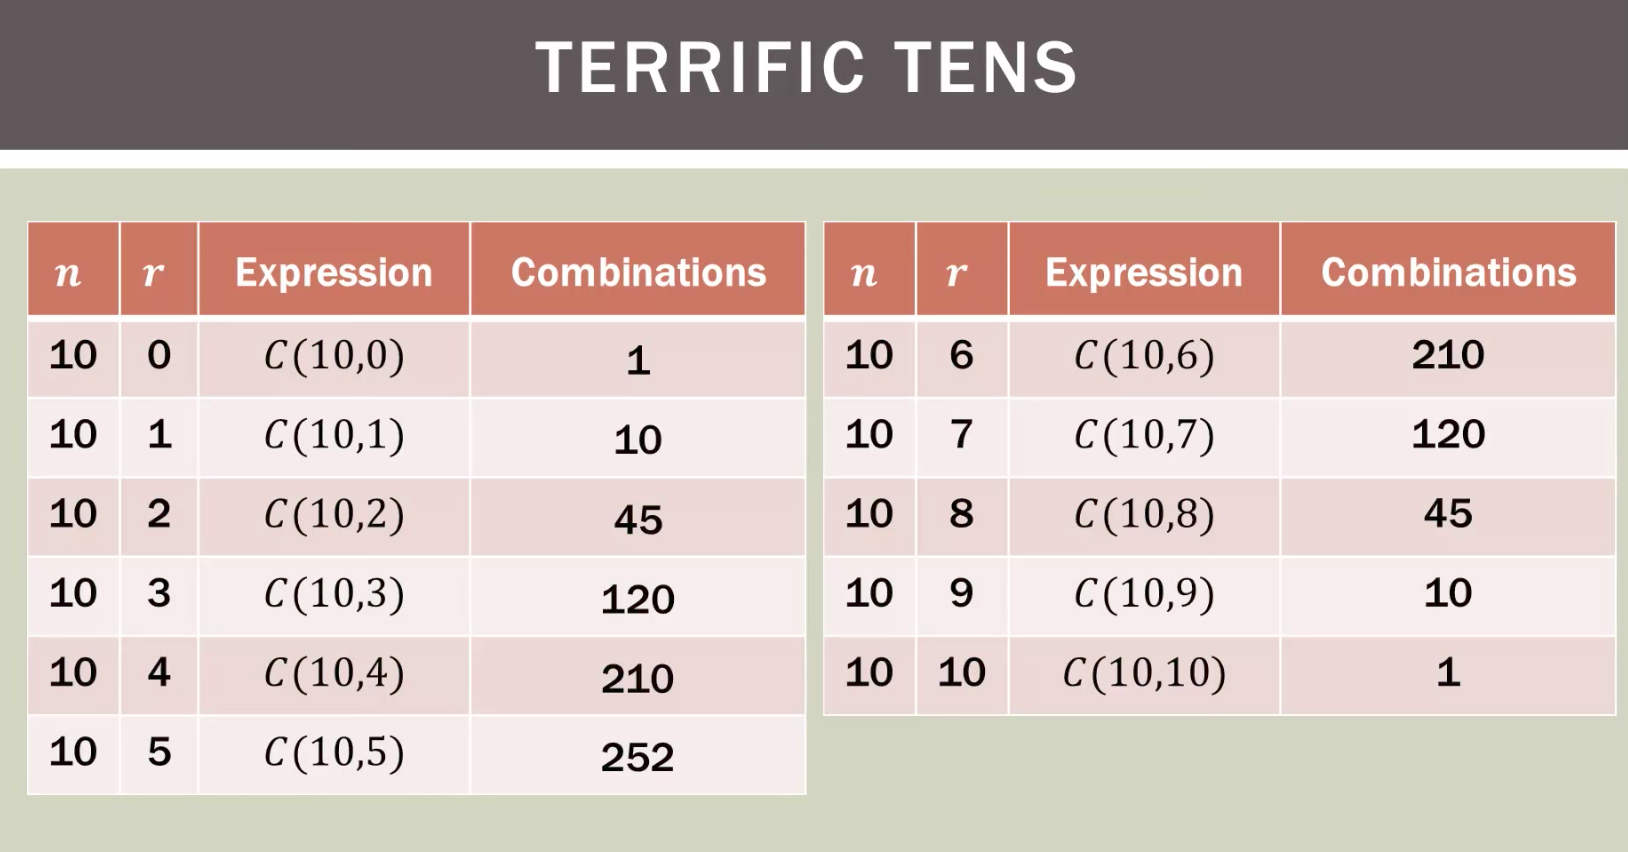 TERRIFIC TENS
n r Expression Combinations
10 0 C(10,0) 1
10 1 C(10,1) 10
10 2 C(10,2) 45
10 3 C(10,3) 120
10 4 C(10,4) 210
10 5 C(10,5) 252
n r Expression Combinations
10 6 C(10,6) 210
10 7 C(10,7) 120
10 8 C(10,8) 45
10 9 C(10,9) 10
10 10 C(10,10) 1